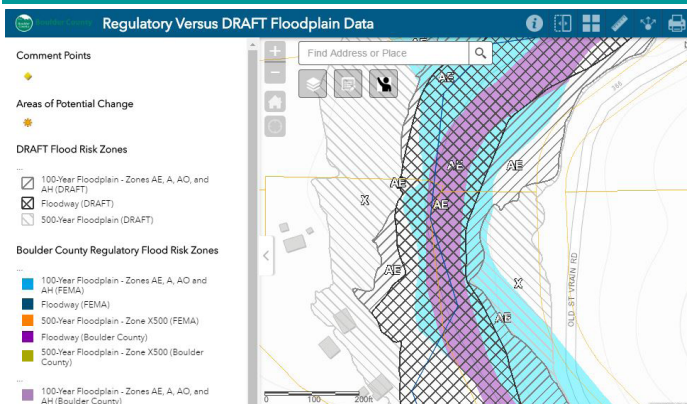 Boulder County
Regulatory Versus DRAFT Floodplain Data
Comment Points
Areas of Potential Change
DRAFT Flood Risk Zones
...
100-Year Floodplain - Zones AE, A, AO, and
AH (DRAFT)
Floodway (DRAFT)
500-Year Floodplain (DRAFT)
Boulder County Regulatory Flood Risk Zones
...
100-Year Floodplain - Zones AE, A, AO and
AH (FEMA)
Floodway (FEMA)
500-Year Floodplain - Zone X500 (FEMA)
Floodway (Boulder County)
500-Year Floodplain - Zone X500 (Boulder
County)
...
100-Year Floodplain - Zones AE, A, AO, and
AH (Boulder County)
Find Address or Place
AE
AE
AE
AE
AE
X
AE
AE
X
AE
OLD ST VRAIN RD
0 100 200ft